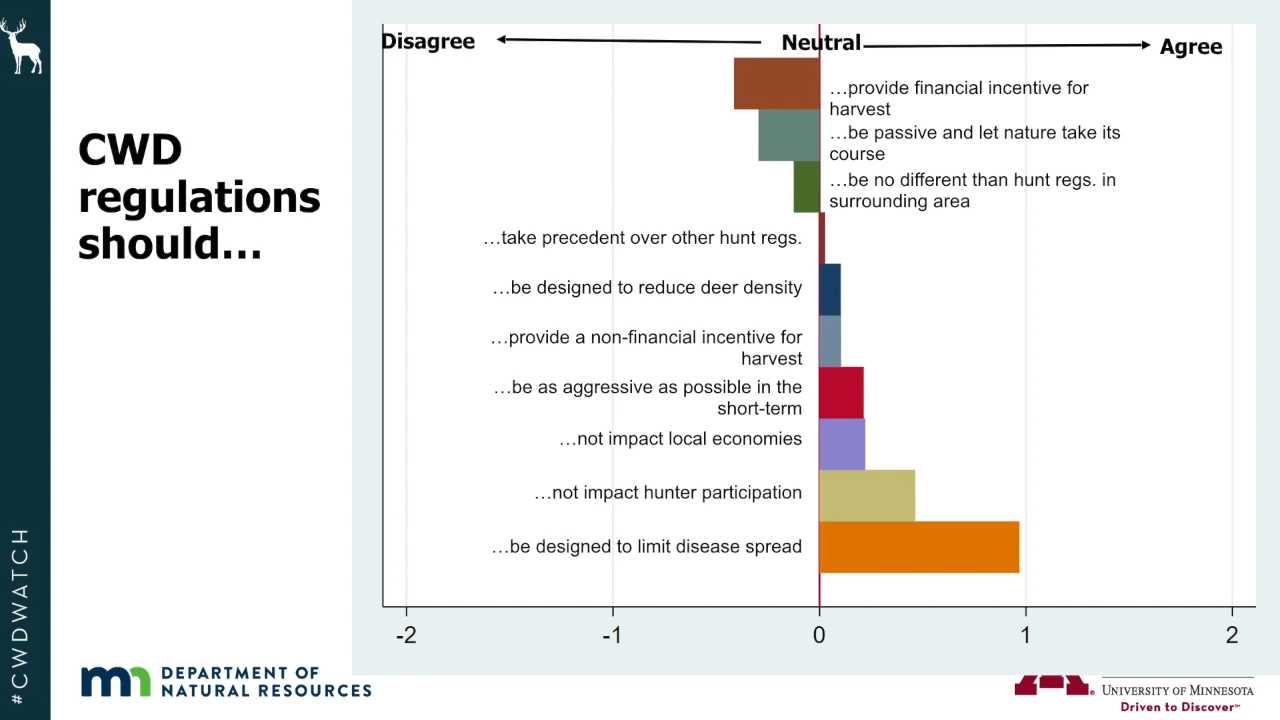 CWD
regulations
should...
Disagree
Neutral
Agree
...provide financial incentive for
harvest
...be passive and let nature take its
course
...be no different than hunt regs. in
surrounding area
...take precedent over other hunt regs.
...be designed to reduce deer density
...provide a non-financial incentive for
harvest
...be as aggressive as possible in the
short-term
...not impact local economies
...not impact hunter participation
...be designed to limit disease spread
-2
-1
0
1
2
#CWDWATCH
mn DEPARTMENT OF
NATURAL RESOURCES
UNIVERSITY OF MINNESOTA
Driven to Discover℠